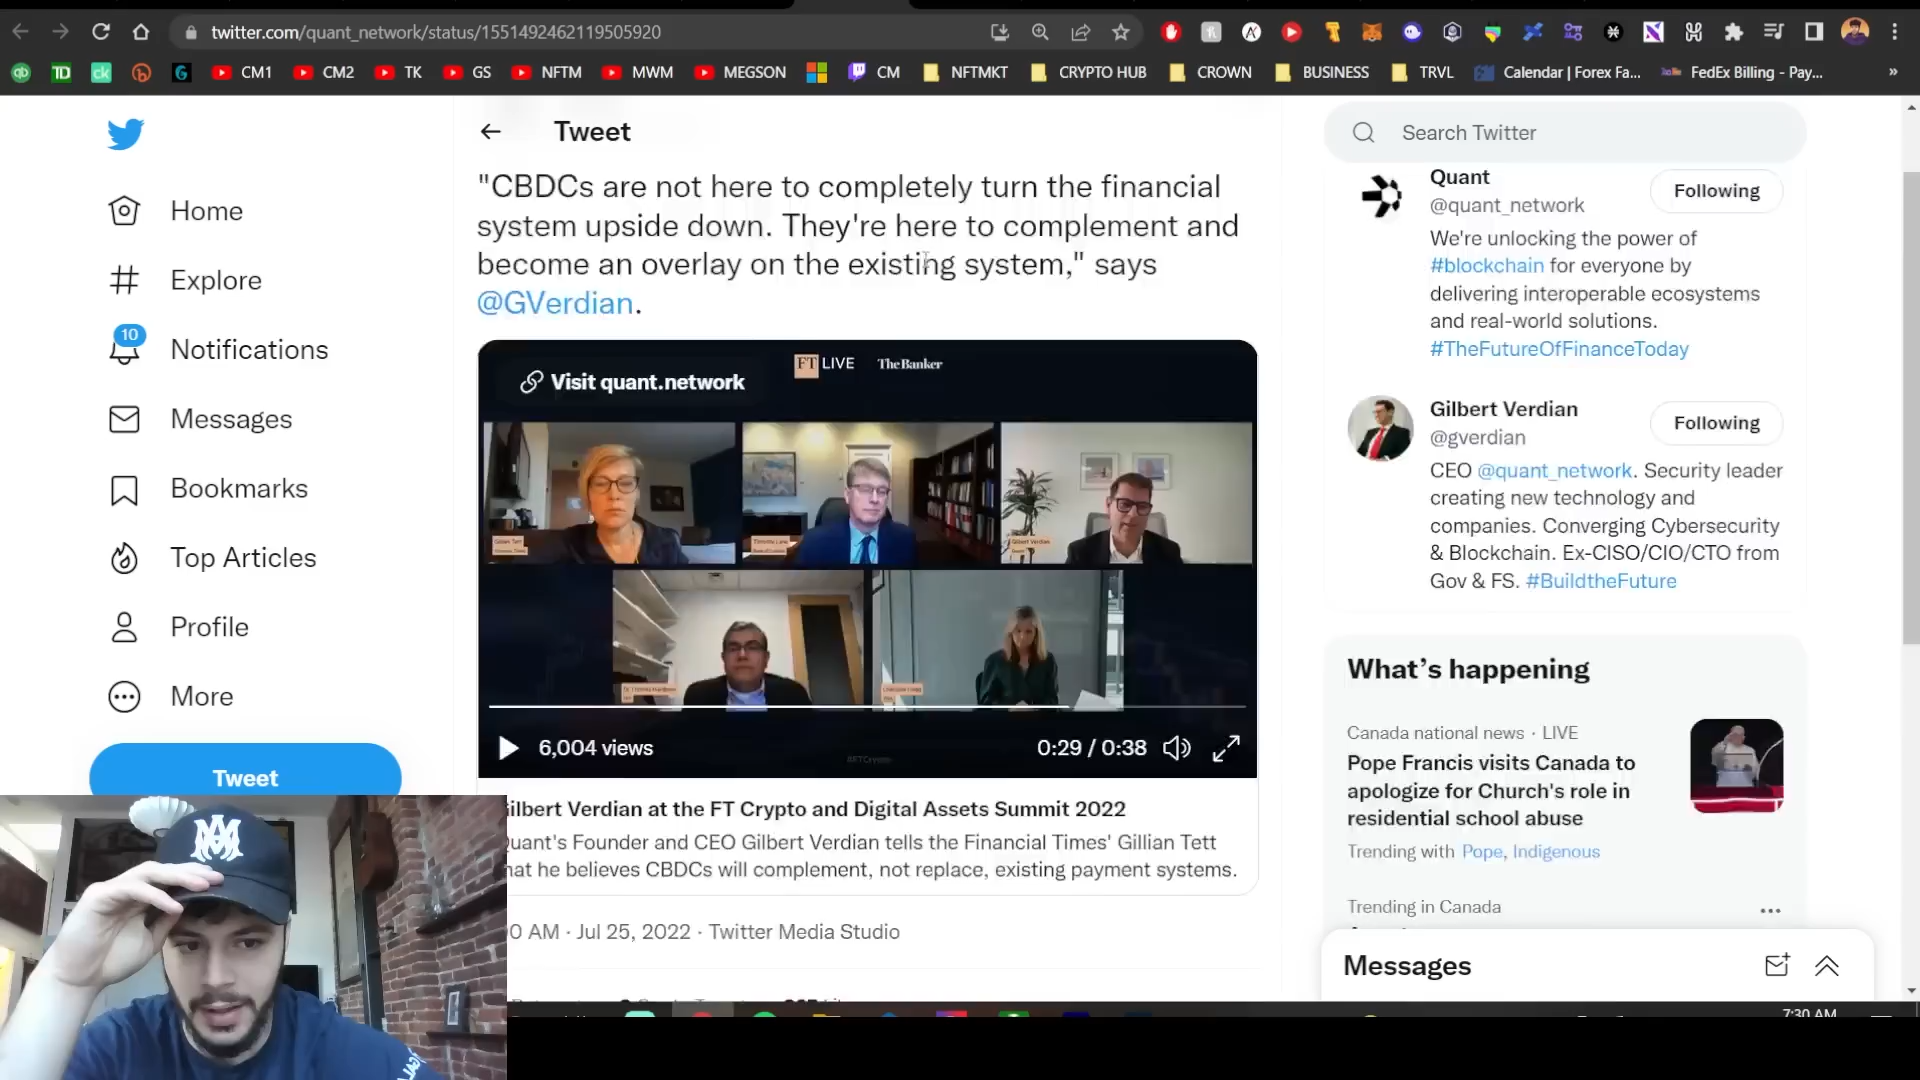 twitter.com/quant_network/status/1551492462119505920
CM1
CM2
TK
GS
NFTM
MWM
MEGSON
CM
NFTMKT
CRYPTO HUB
CROWN
BUSINESS
TRVL
Calendar | Forex Fa...
FedEx Billing - Pay...
Home
Explore
10
Notifications
Messages
Bookmarks
Top Articles
Profile
More
Tweet
Tweet
"CBDCs are not here to completely turn the financial
system upside down. They're here to complement and
become an overlay on the existing system," says
@GVerdian.
Visit quant.network
FT LIVE
The Banker
Gilbert Verdian
6,004 views
0:29 / 0:38
ilbert Verdian at the FT Crypto and Digital Assets Summit 2022
uant's Founder and CEO Gilbert Verdian tells the Financial Times' Gillian Tett
hat he believes CBDCs will complement, not replace, existing payment systems.
0 AM · Jul 25, 2022 · Twitter Media Studio
Search Twitter
Quant
@quant_network
Following
We're unlocking the power of
#blockchain for everyone by
delivering interoperable ecosystems
and real-world solutions.
#TheFutureOfFinanceToday
Gilbert Verdian
@gverdian
Following
CEO @quant_network. Security leader
creating new technology and
companies. Converging Cybersecurity
& Blockchain. Ex-CISO/CIO/CTO from
Gov & FS. #BuildtheFuture
What's happening
Canada national news · LIVE
Pope Francis visits Canada to
apologize for Church's role in
residential school abuse
Trending with Pope, Indigenous
Trending in Canada
Messages
7:30 AM